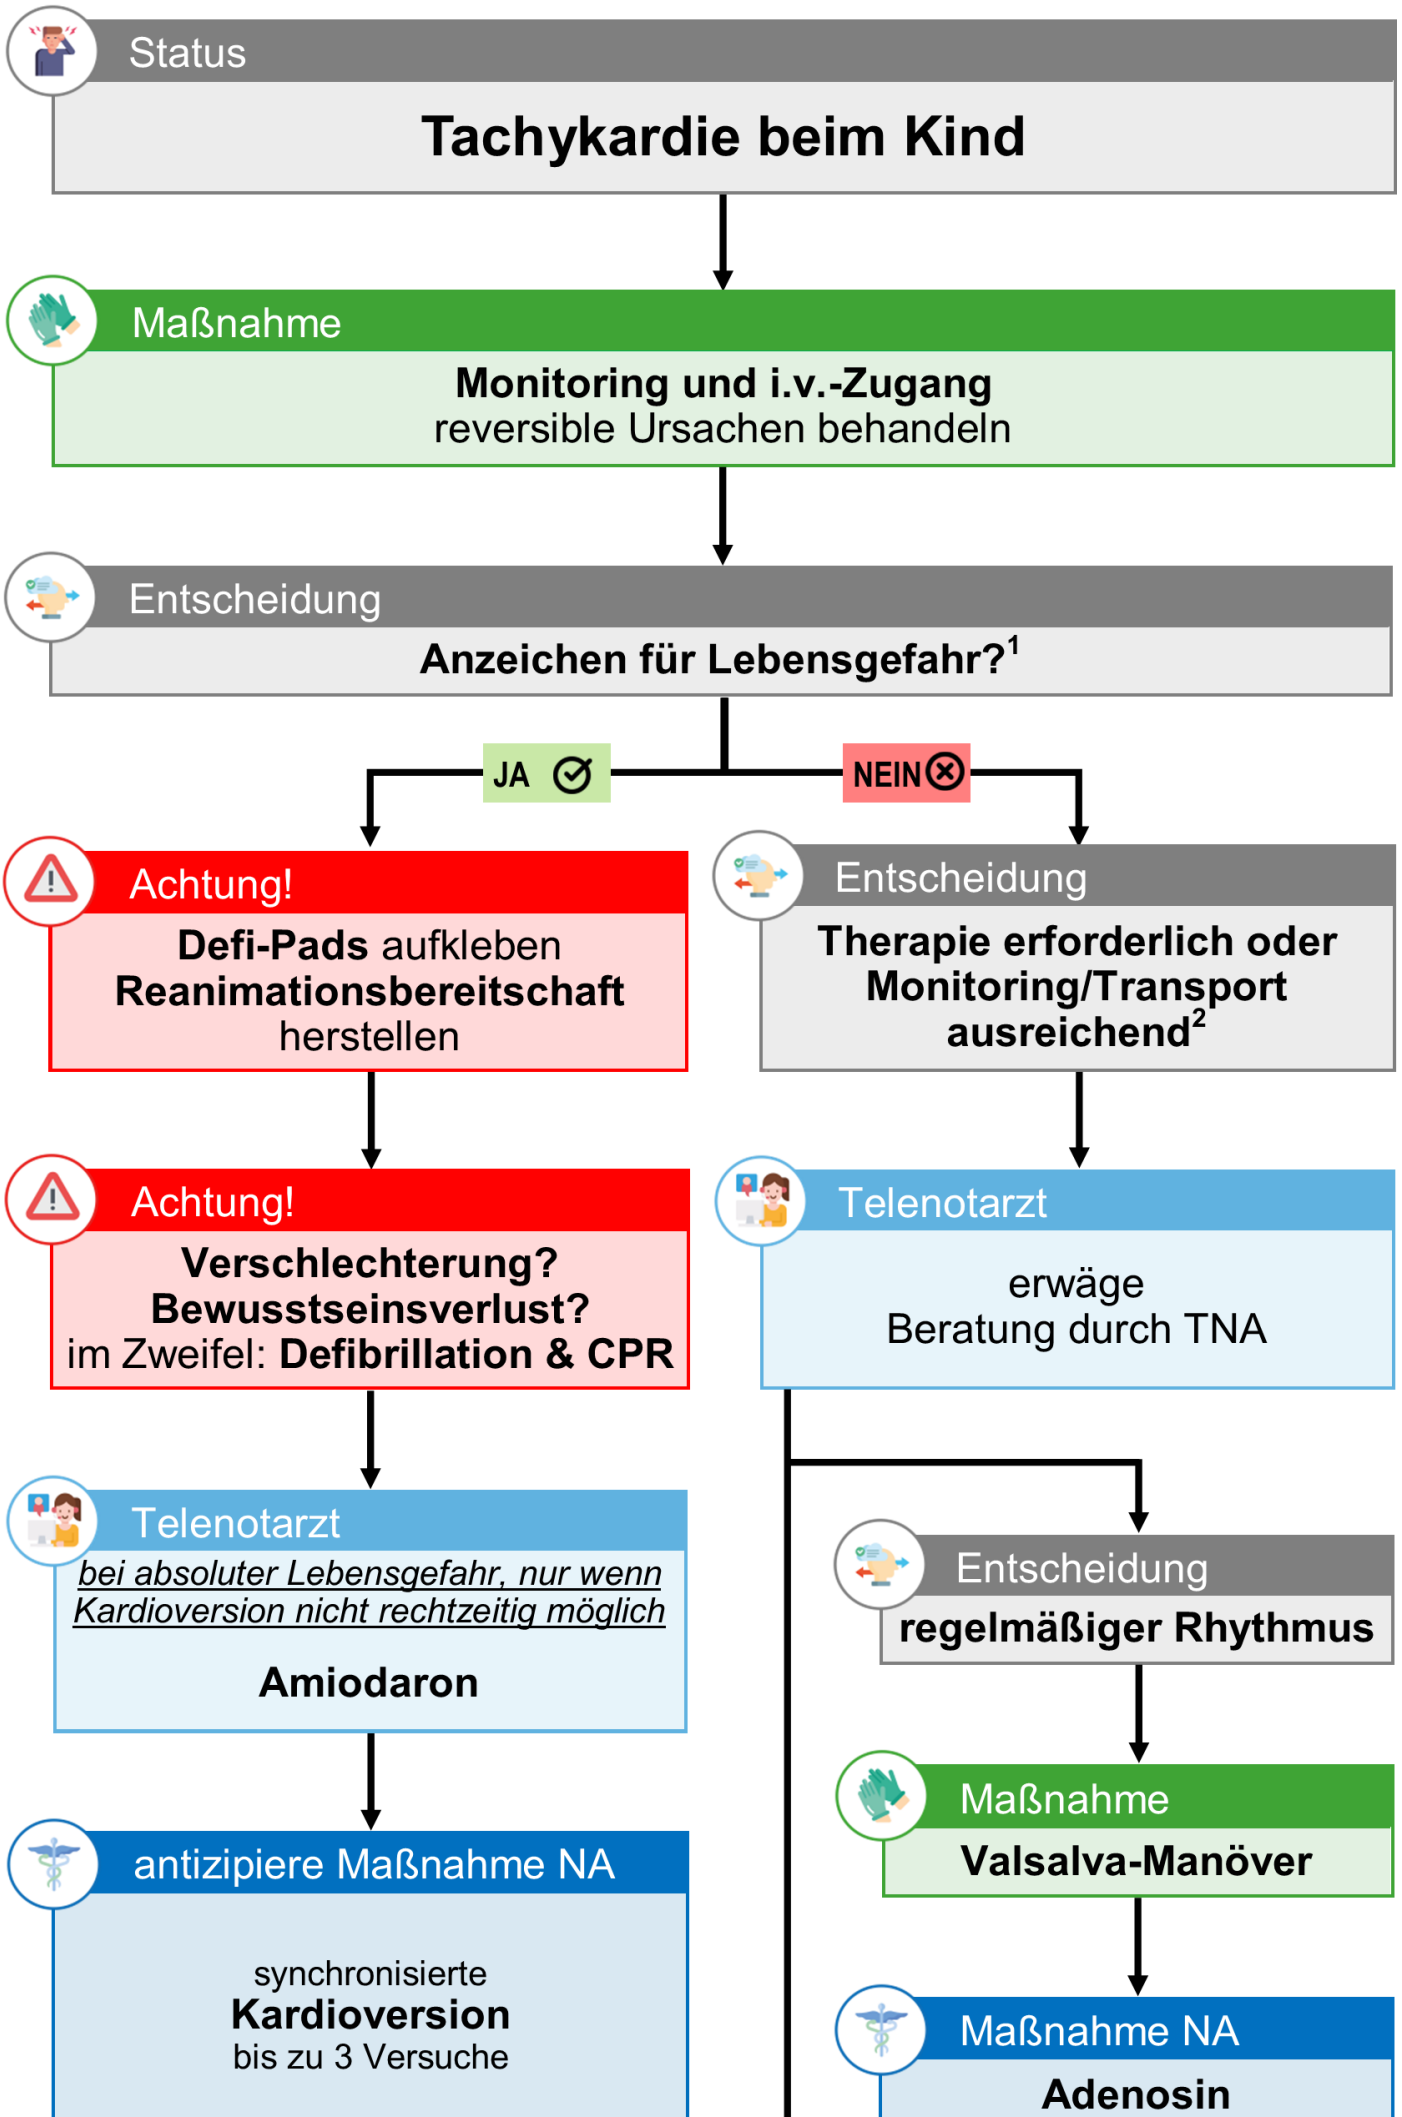 Status
Tachykardie beim Kind
Maßnahme
Monitoring und i.v.-Zugang
reversible Ursachen behandeln
Entscheidung
Anzeichen für Lebensgefahr?¹
JA
NEIN
Achtung!
Defi-Pads aufkleben
Reanimationsbereitschaft
herstellen
Achtung!
Verschlechterung?
Bewusstseinsverlust?
im Zweifel: Defibrillation & CPR
Telenotarzt
bei absoluter Lebensgefahr, nur wenn
Kardioversion nicht rechtzeitig möglich
Amiodaron
antizipiere Maßnahme NA
synchronisierte
Kardioversion
bis zu 3 Versuche
Entscheidung
Therapie erforderlich oder
Monitoring/Transport
ausreichend²
Telenotarzt
erwäge
Beratung durch TNA
Entscheidung
regelmäßiger Rhythmus
Maßnahme
Valsalva-Manöver
Maßnahme NA
Adenosin